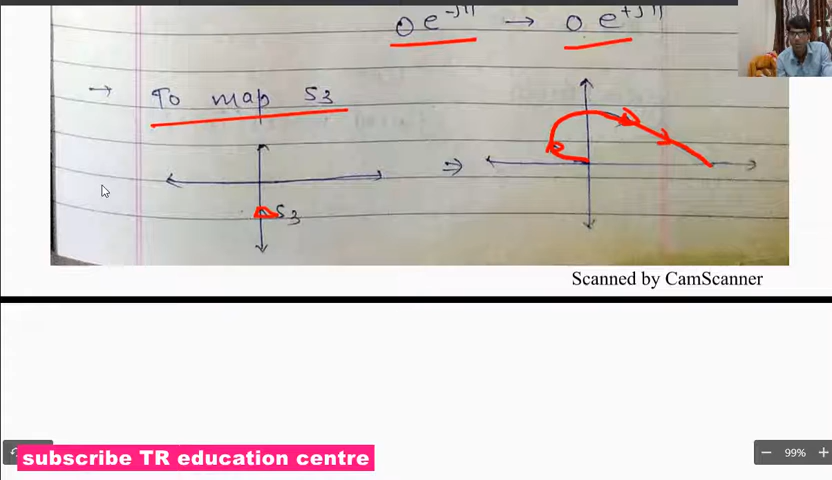 0 e^-jπ → 0 e^+jπ
→ To map S3
⇒
S3
Scanned by CamScanner
subscribe TR education centre
99%